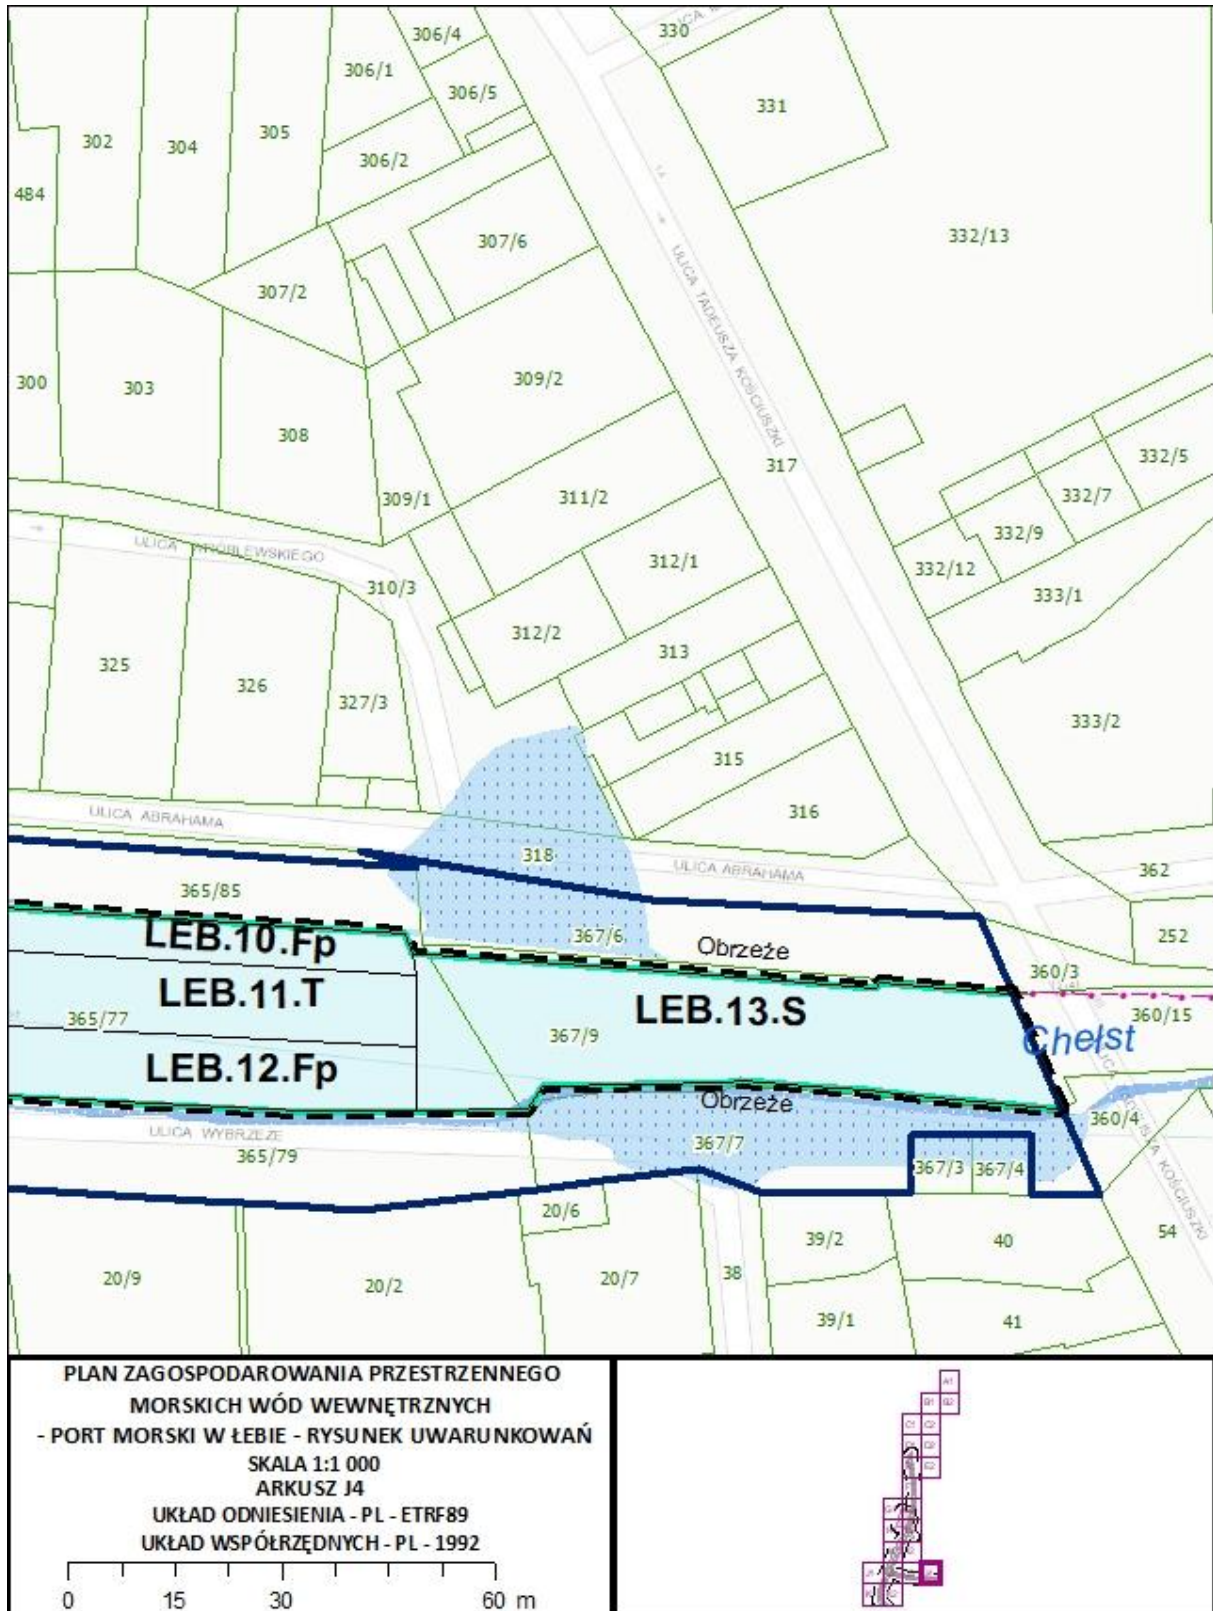 306/4
330
306/1
306/5
331
302
304
305
306/2
484
307/6
332/13
307/2
ULICA TADEUSZA KOŚCIUSZKI
300
303
309/2
308
317
332/5
309/1
311/2
332/7
332/9
ULICA WRÓBLEWSKIEGO
312/1
332/12
310/3
333/1
312/2
313
325
326
327/3
333/2
315
316
ULICA ABRAHAMA
318
ULICA ABRAHAMA
362
365/85
367/6
Obrzeże
252
LEB.10.Fp
360/3
LEB.11.T
LEB.13.S
365/77
367/9
360/15
Chełst
LEB.12.Fp
Obrzeże
360/4
ULICA WYBRZEŻE
365/79
367/7
367/3
367/4
KOŚCIUSZKI
20/6
39/2
40
54
20/9
20/2
20/7
38
39/1
41
PLAN ZAGOSPODAROWANIA PRZESTRZENNEGO
MORSKICH WÓD WEWNĘTRZNYCH
- PORT MORSKI W ŁEBIE - RYSUNEK UWARUNKOWAŃ
SKALA 1:1 000
ARKUSZ J4
UKŁAD ODNIESIENIA - PL - ETRF89
UKŁAD WSPÓŁRZĘDNYCH - PL - 1992
0 15 30 60 m